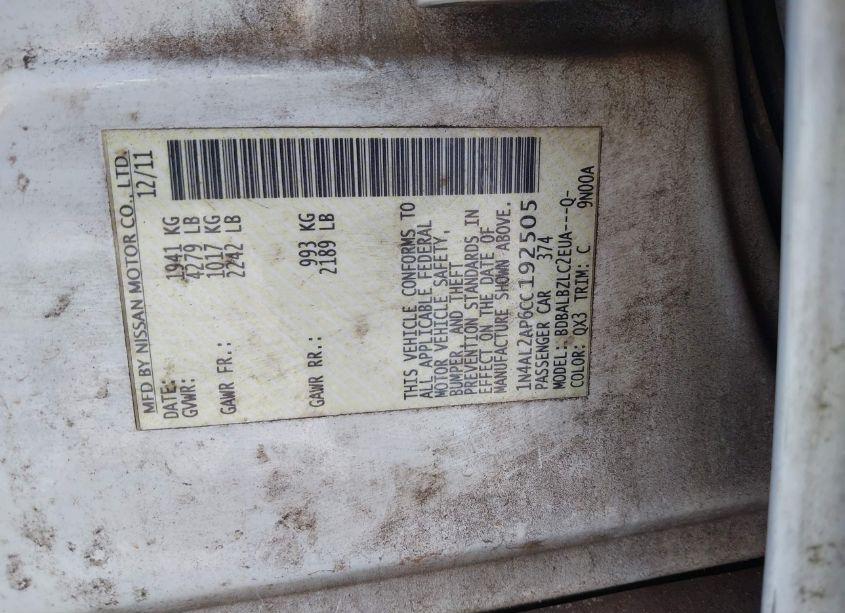 MFD BY NISSAN MOTOR CO., LTD.
DATE: 12/11
GVWR: 1941 KG
4279 LB
GAWR FR.: 1017 KG
2242 LB
GAWR RR.: 993 KG
2189 LB
THIS VEHICLE CONFORMS TO
ALL APPLICABLE FEDERAL
MOTOR VEHICLE SAFETY,
BUMPER, AND THEFT
PREVENTION STANDARDS IN
EFFECT ON THE DATE OF
MANUFACTURE SHOWN ABOVE.
1N4AL2AP6CC192505
PASSENGER CAR 374
MODEL: BDBALBZLC2EUA---Q-
COLOR: QX3 TRIM: C 9N00A